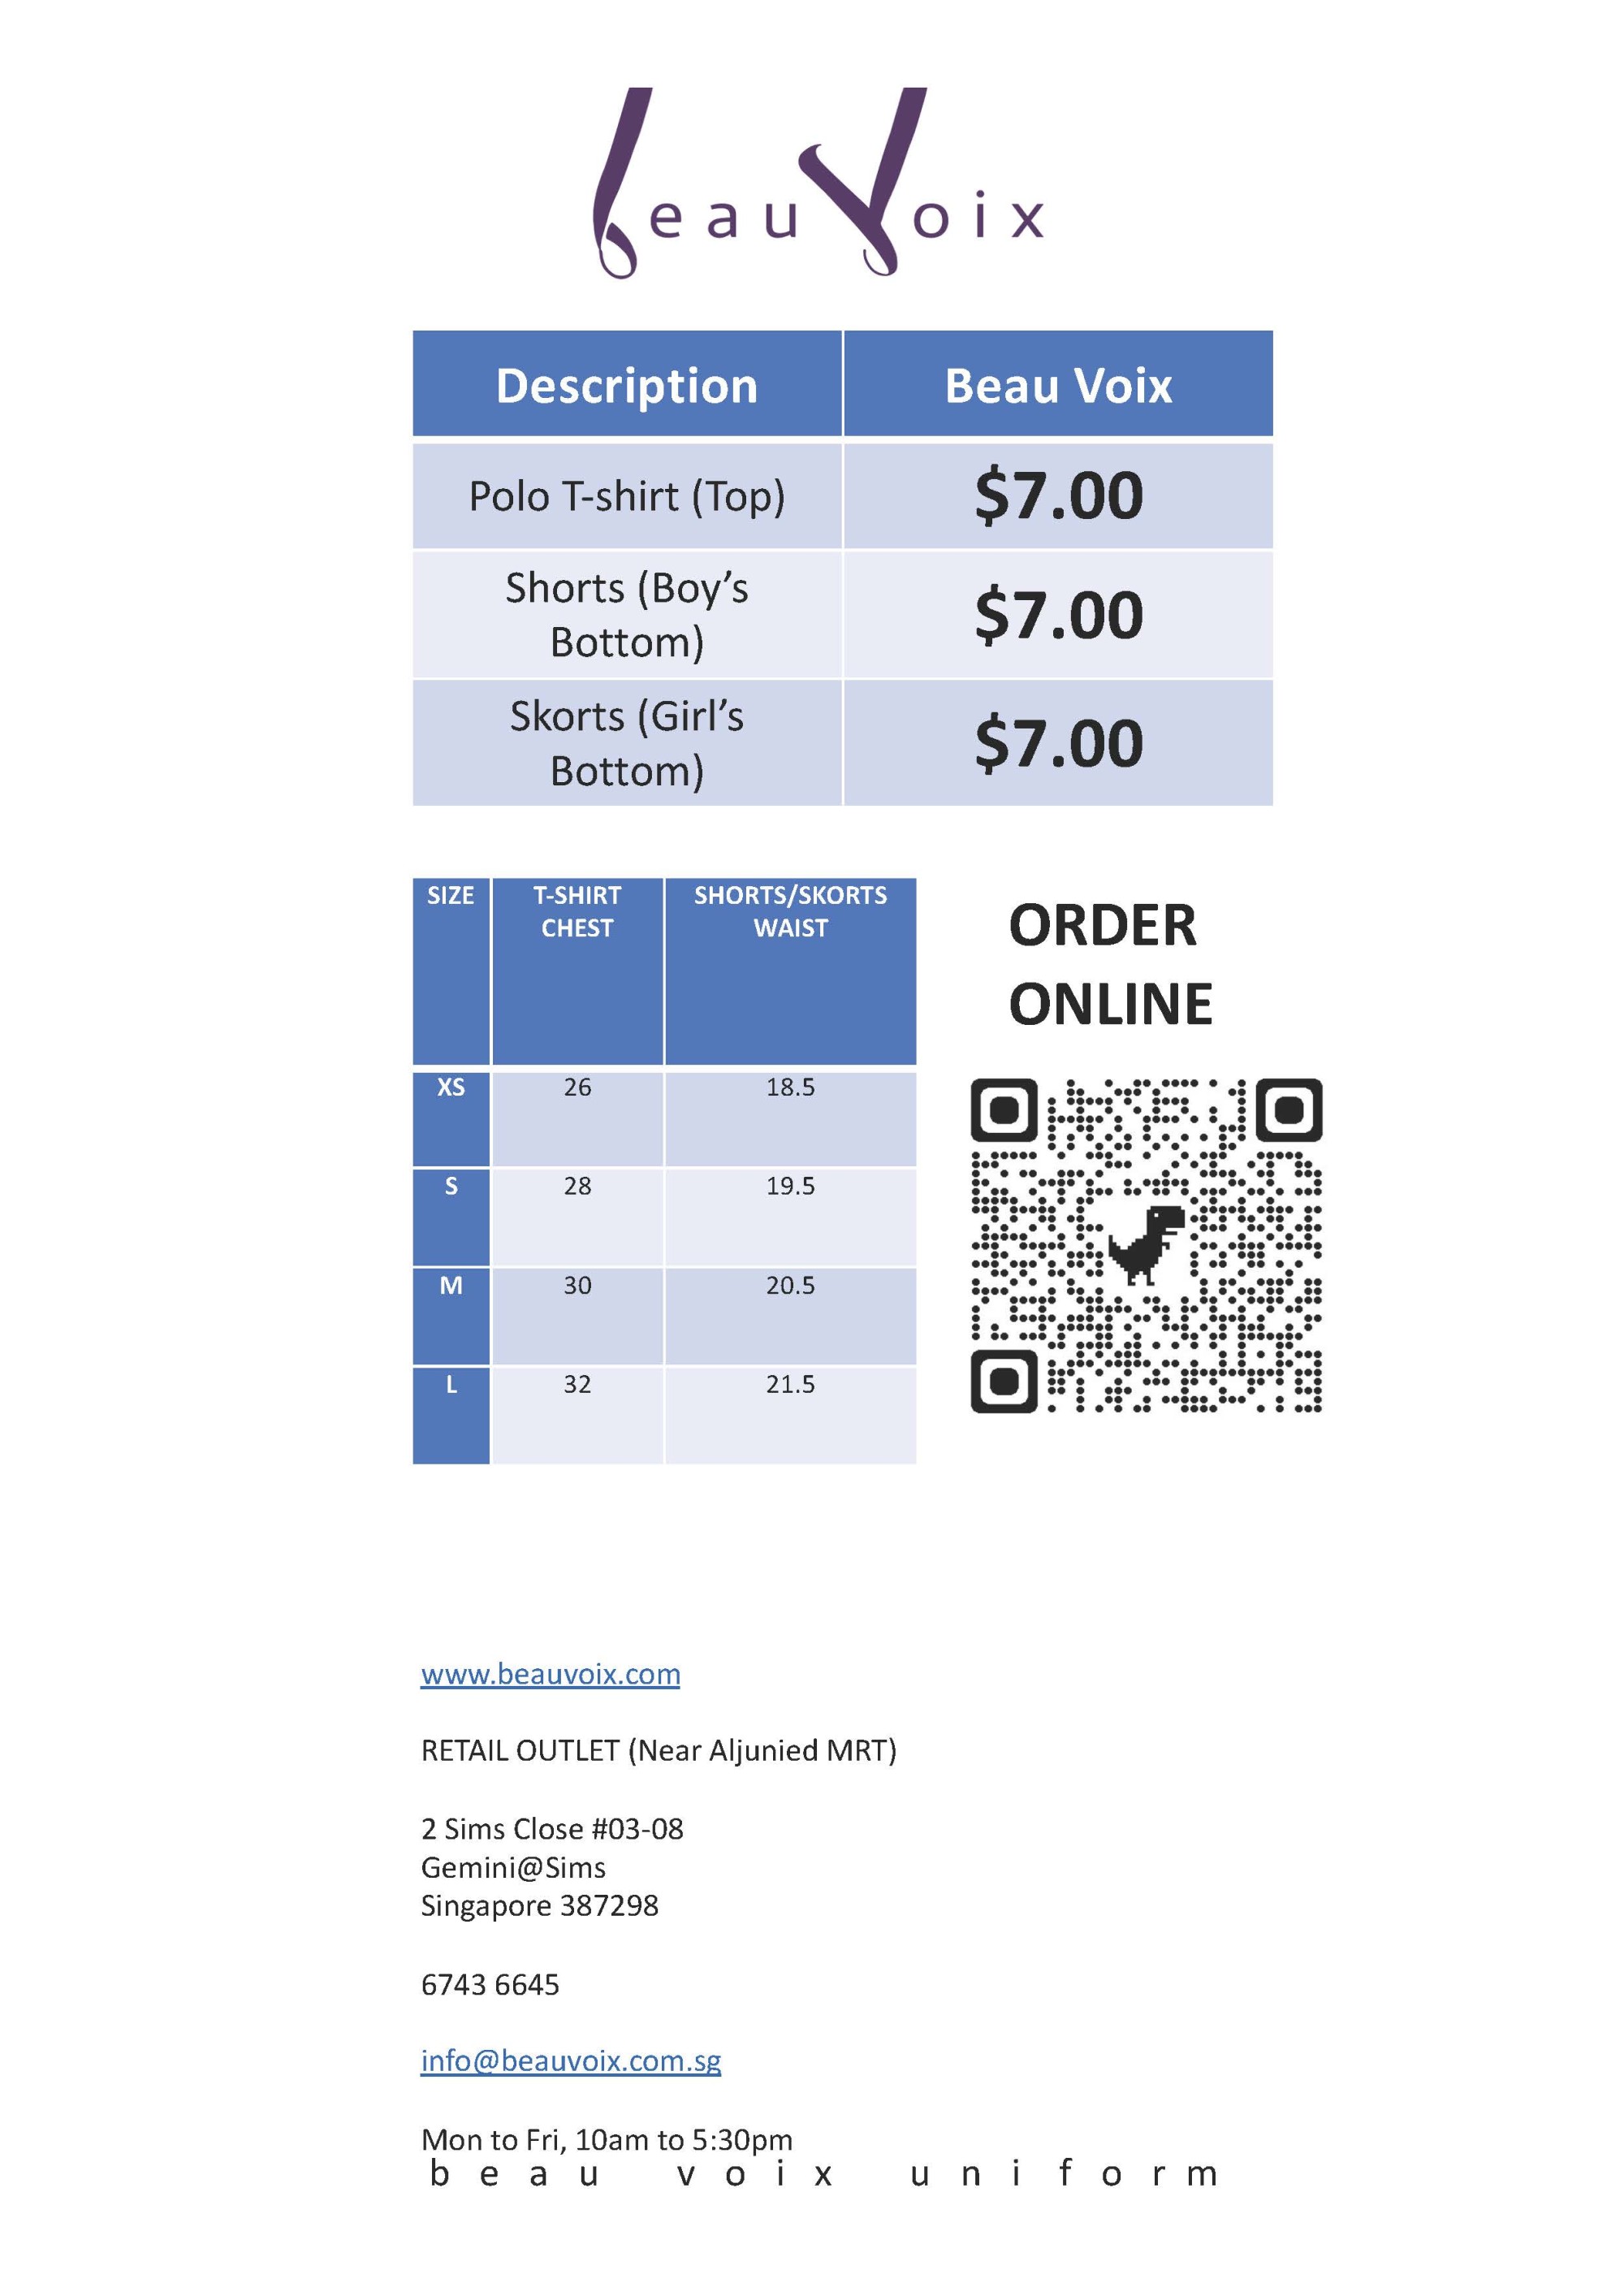 Beau Voix
Description Beau Voix
Polo T-shirt (Top) $7.00
Shorts (Boy’s
Bottom) $7.00
Skorts (Girl’s
Bottom) $7.00
SIZE T-SHIRT SHORTS/SKORTS
CHEST WAIST
XS 26 18.5
S 28 19.5
M 30 20.5
L 32 21.5
ORDER
ONLINE
www.beauvoix.com
RETAIL OUTLET (Near Aljunied MRT)
2 Sims Close #03-08
Gemini@Sims
Singapore 387298
6743 6645
info@beauvoix.com.sg
Mon to Fri, 10am to 5:30pm
beau voix uniform